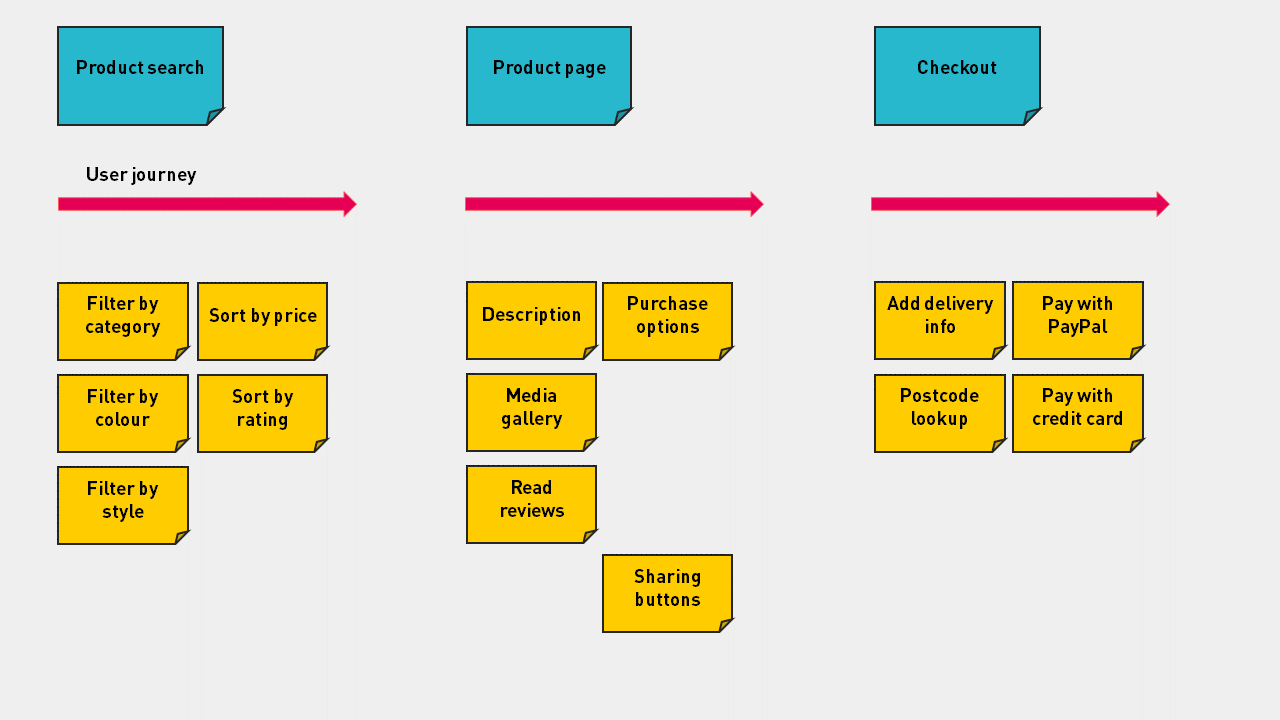 Product search
Product page
Checkout
User journey
Filter by
category
Sort by price
Description
Purchase
options
Add delivery
info
Pay with
PayPal
Filter by
colour
Sort by
rating
Media
gallery
Postcode
lookup
Pay with
credit card
Filter by
style
Read
reviews
Sharing
buttons